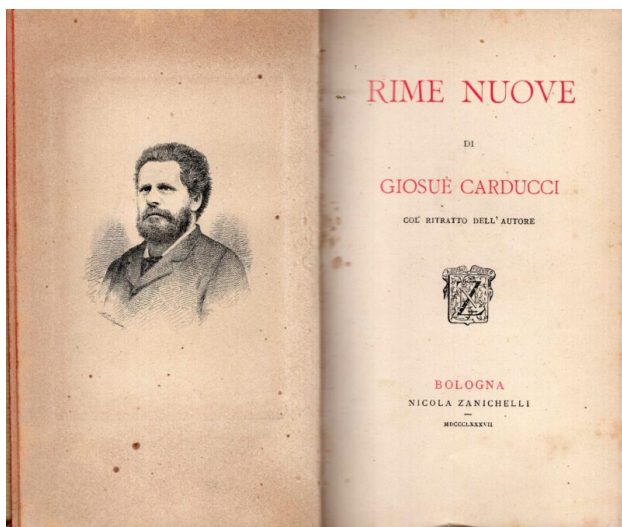 RIME NUOVE
DI
GIOSUÈ CARDUCCI
COL RITRATTO DELL' AUTORE
BOLOGNA
NICOLA ZANICHELLI
MDCCCLXXXVII